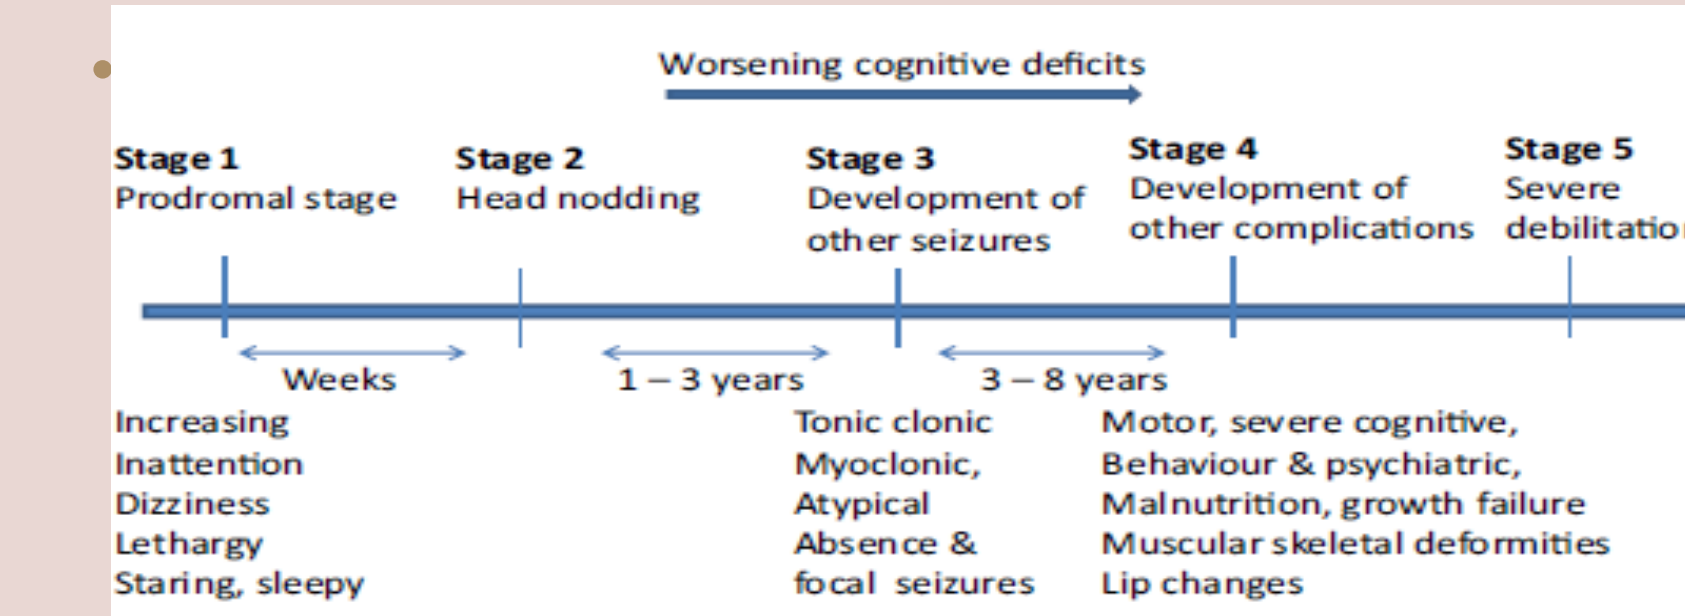 Worsening cognitive deficits
Stage 1
Prodromal stage
Stage 2
Head nodding
Stage 3
Development of
other seizures
Stage 4
Development of
other complications
Stage 5
Severe
Weeks
1 – 3 years
3 – 8 years
Increasing
Inattention
Dizziness
Lethargy
Staring, sleepy
Tonic clonic
Myoclonic,
Atypical
Absence &
focal seizures
Motor, severe cognitive,
Behaviour & psychiatric,
Malnutrition, growth failure
Muscular skeletal deformities
Lip changes